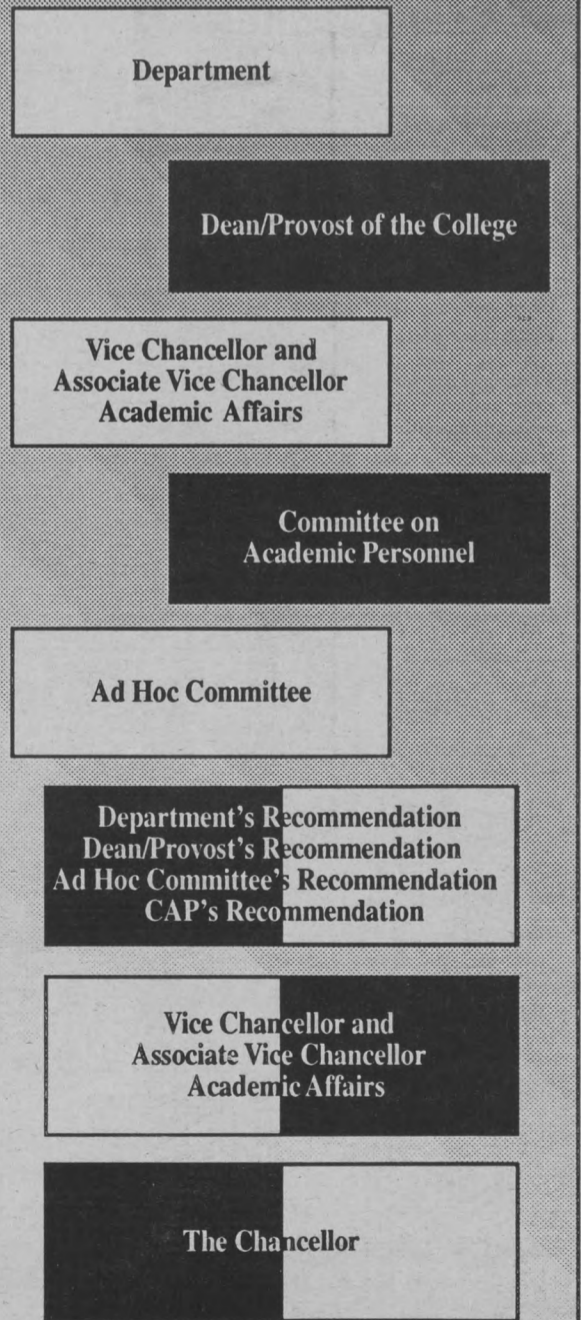 Department
Dean/Provost of the College
Vice Chancellor and
Associate Vice Chancellor
Academic Affairs
Committee on
Academic Personnel
Ad Hoc Committee
Department's Recommendation
Dean/Provost's Recommendation
Ad Hoc Committee's Recommendation
CAP's Recommendation
Vice Chancellor and
Associate Vice Chancellor
Academic Affairs
The Chancellor